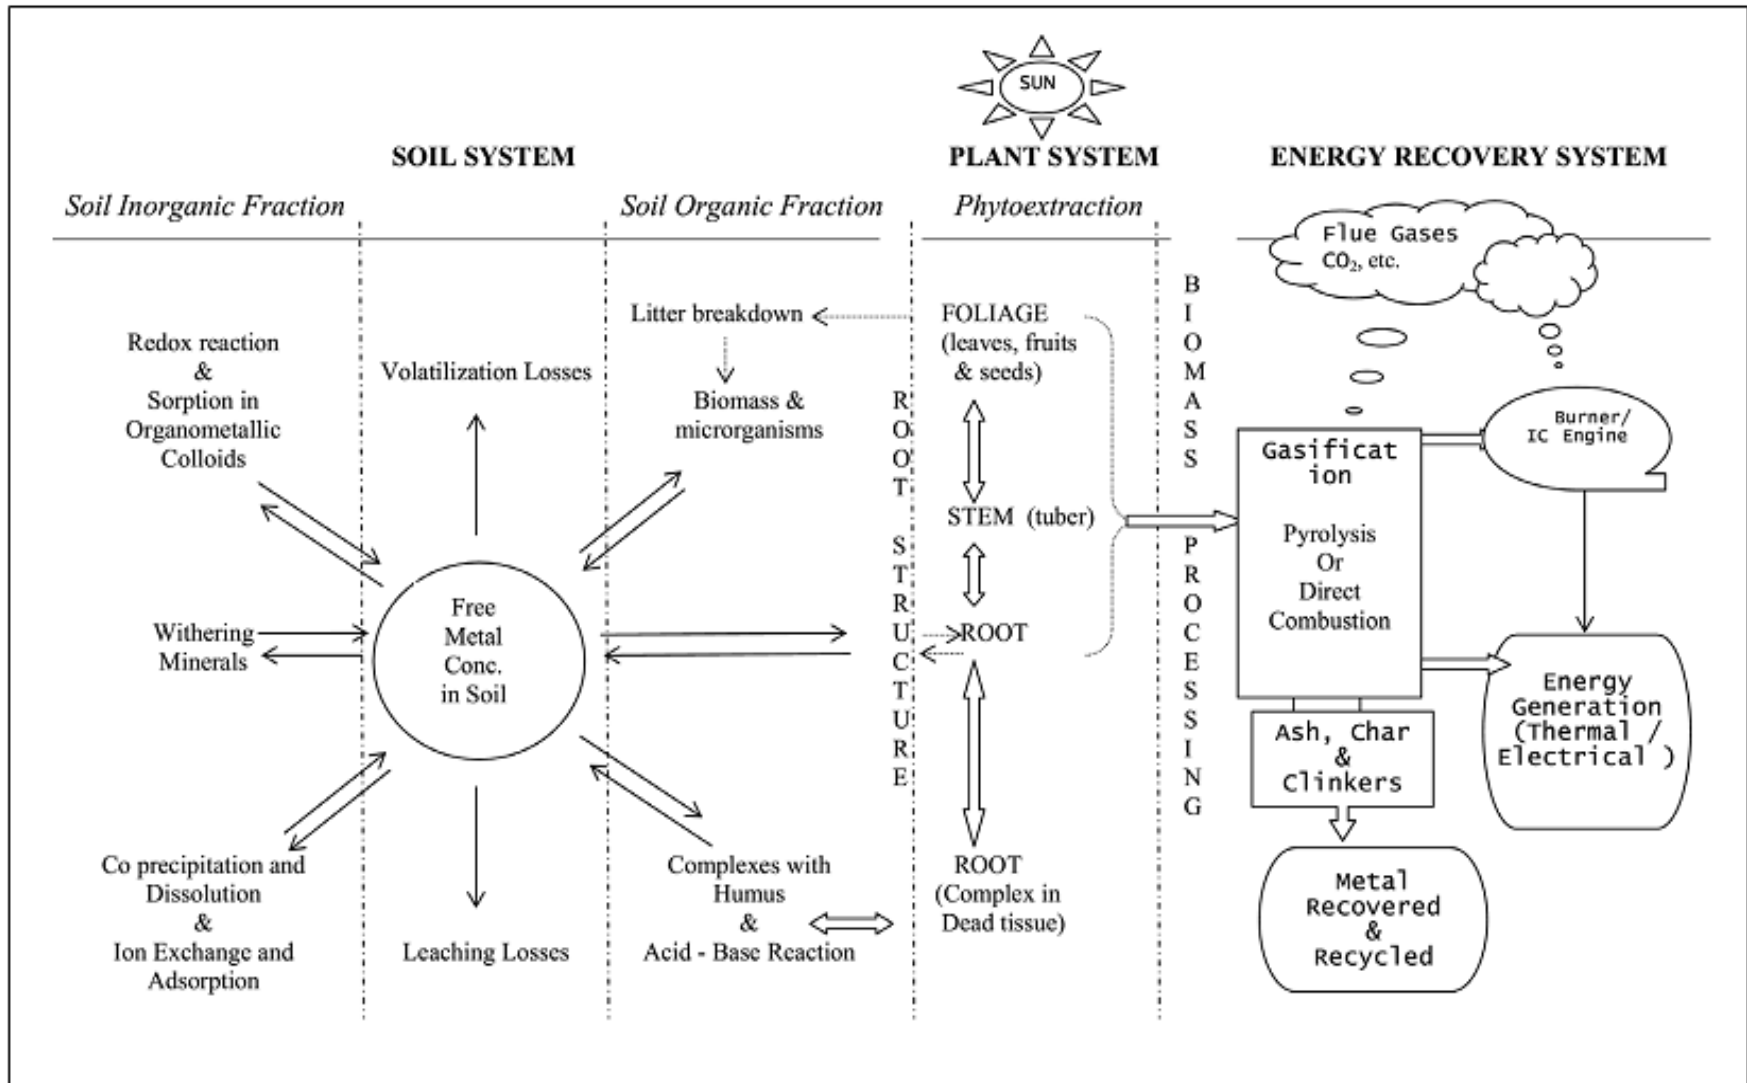 SUN
SOIL SYSTEM
PLANT SYSTEM
ENERGY RECOVERY SYSTEM
Soil Inorganic Fraction
Soil Organic Fraction
Phytoextraction
Redox reaction
&
Sorption in
Organometallic
Colloids
Withering
Minerals
Co precipitation and
Dissolution
&
Ion Exchange and
Adsorption
Volatilization Losses
Free
Metal
Conc.
in Soil
Leaching Losses
Litter breakdown
Biomass &
microrganisms
Complexes with
Humus
&
Acid - Base Reaction
ROOT STRUCTURE
FOLIAGE
(leaves, fruits
& seeds)
STEM (tuber)
ROOT
ROOT
(Complex in
Dead tissue)
BIOMASS PROCESSING
Flue Gases
CO₂, etc.
Gasificat
ion
Pyrolysis
Or
Direct
Combustion
Burner/
IC Engine
Energy
Generation
(Thermal /
Electrical )
Ash, Char
&
Clinkers
Metal
Recovered
&
Recycled